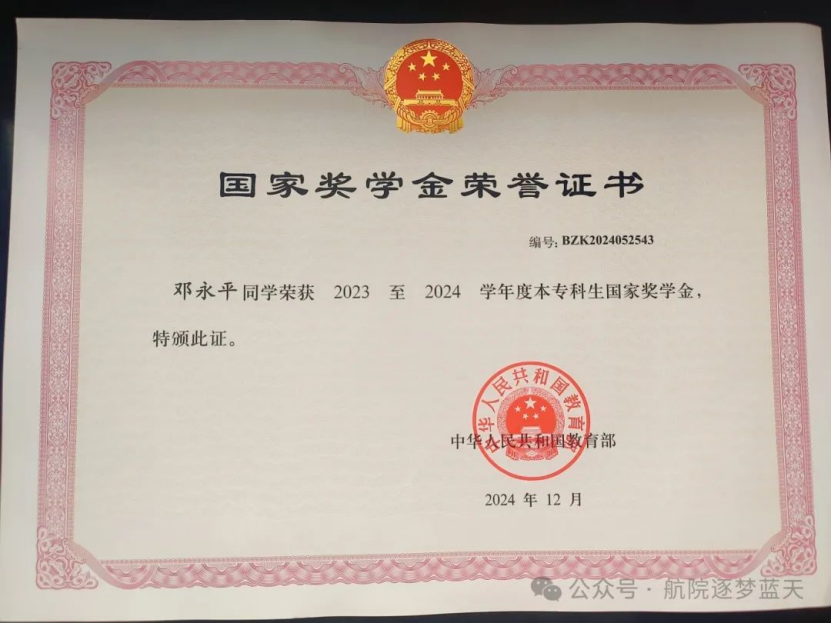 国家奖学金荣誉证书
编号: BZK2024052543
邓永平同学荣获 2023 至 2024 学年度本专科生国家奖学金,
特颁此证。
中华人民共和国教育部
中华人民共和国教育部
2024 年 12 月
公众号 · 航院逐梦蓝天